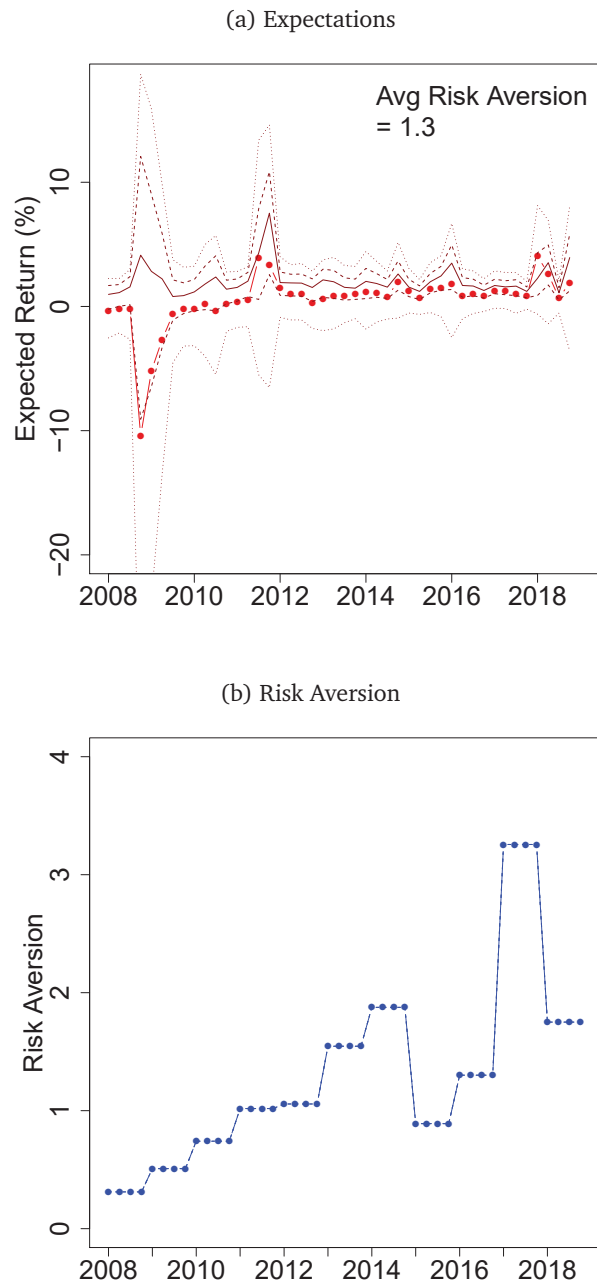 (a) Expectations
Avg Risk Aversion
= 1.3
Expected Return (%)
10
0
−10
−20
2008 2010 2012 2014 2016 2018
(b) Risk Aversion
Risk Aversion
4
3
2
1
0
2008 2010 2012 2014 2016 2018